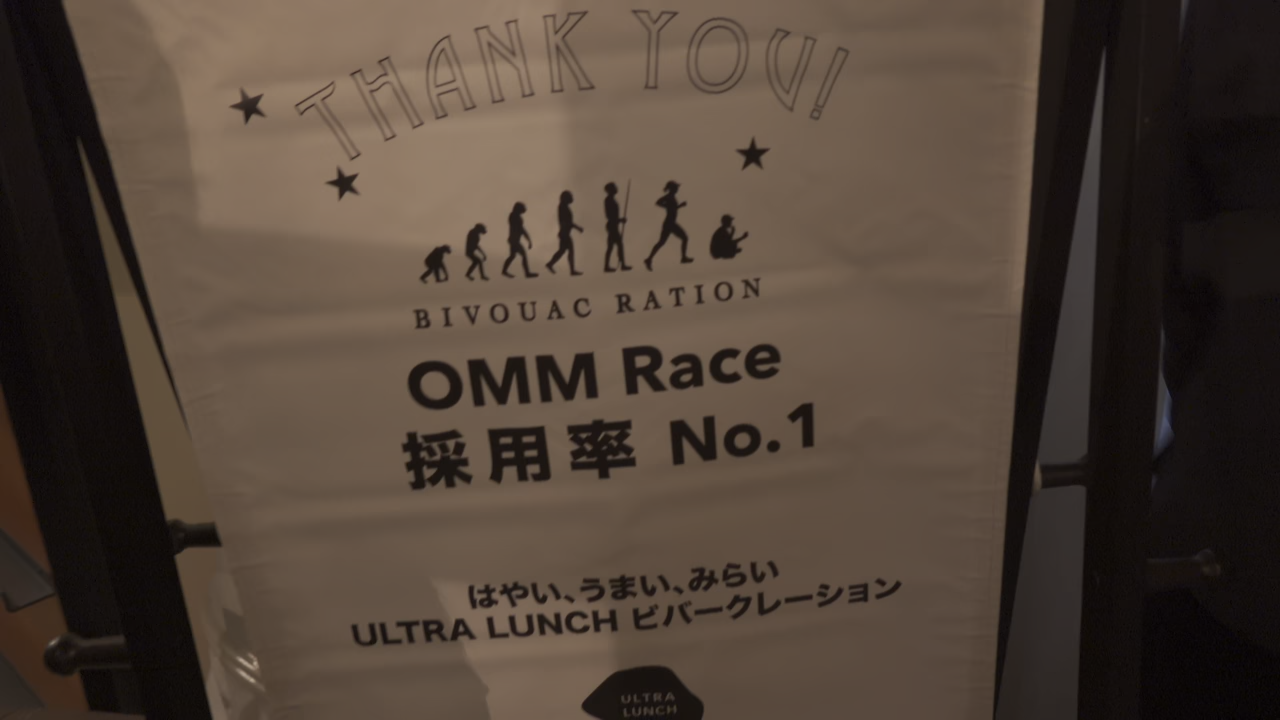 THANK YOU!
BIVOUAC RATION
OMM Race
採用率 No.1
はやい、うまい、みらい
ULTRA LUNCH ビバークレーション
ULTRA
LUNCH